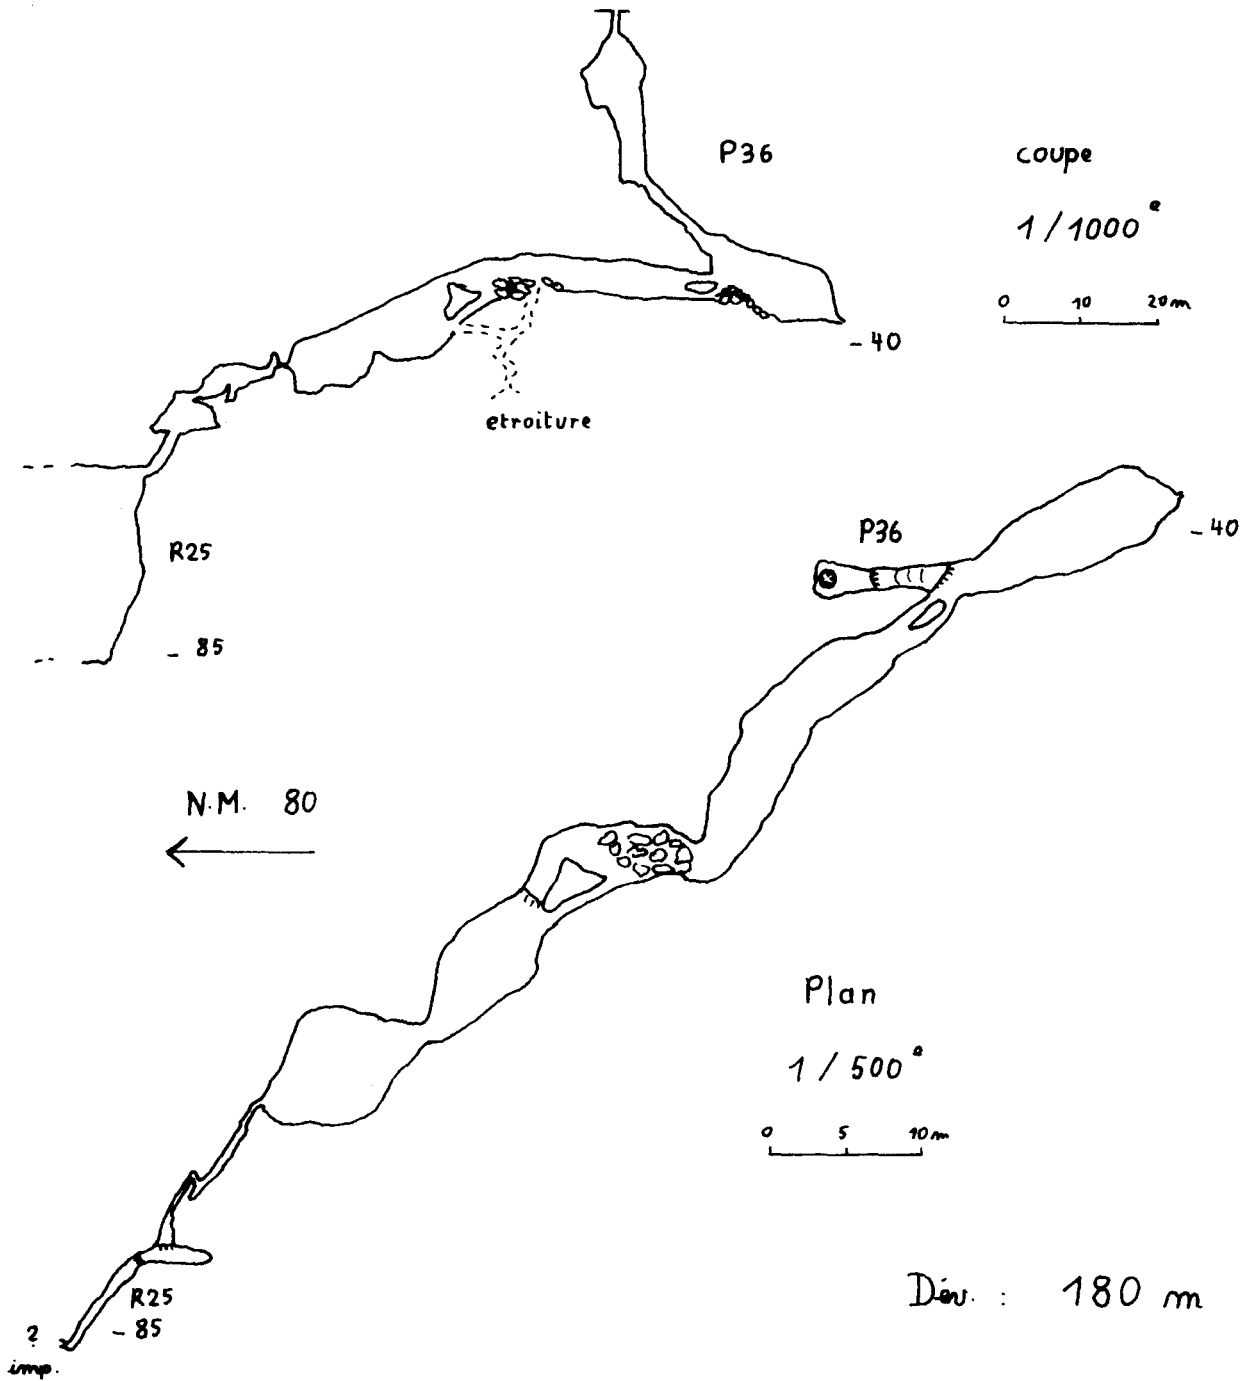 P36
coupe
1/1000e
0 10 20m
- 40
etroiture
R25
- 85
P36
- 40
N.M. 80
Plan
1/500e
0 5 10m
R25
- 85
?
imp.
Dév. : 180 m